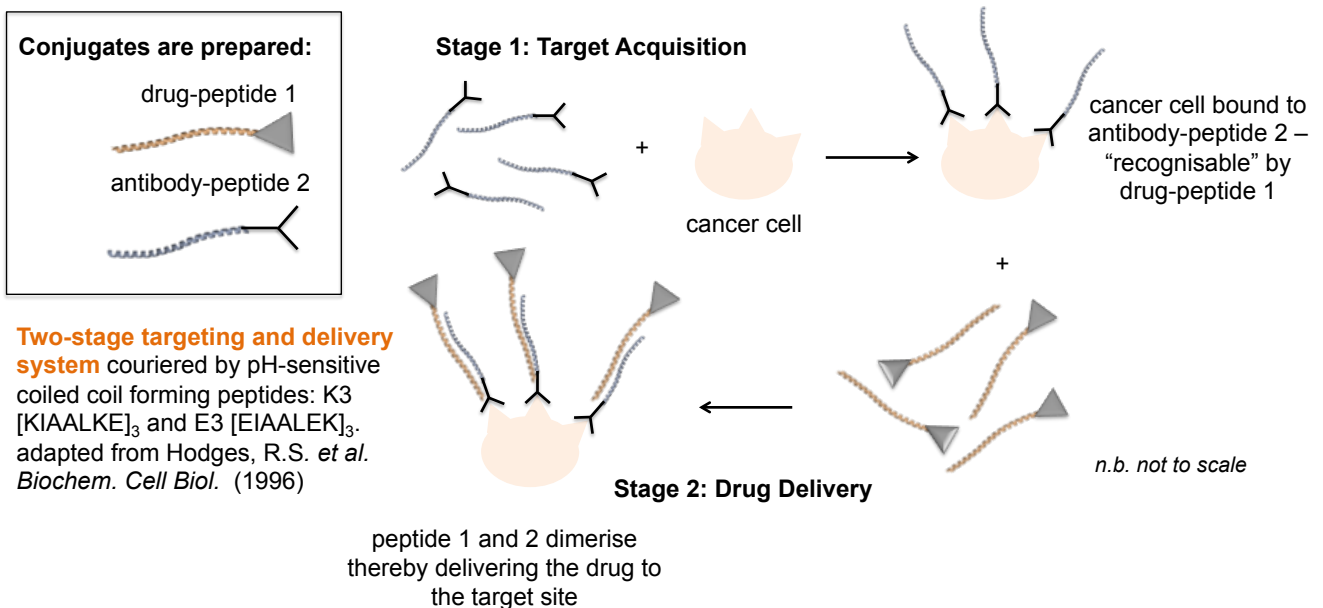 Conjugates are prepared:
drug-peptide 1
antibody-peptide 2
Two-stage targeting and delivery
system couriered by pH-sensitive
coiled coil forming peptides: K3
[KIAALKE]₃ and E3 [EIAALEK]₃.
adapted from Hodges, R.S. et al.
Biochem. Cell Biol. (1996)
Stage 1: Target Acquisition
+
cancer cell
cancer cell bound to
antibody-peptide 2 –
“recognisable” by
drug-peptide 1
+
n.b. not to scale
Stage 2: Drug Delivery
peptide 1 and 2 dimerise
thereby delivering the drug to
the target site